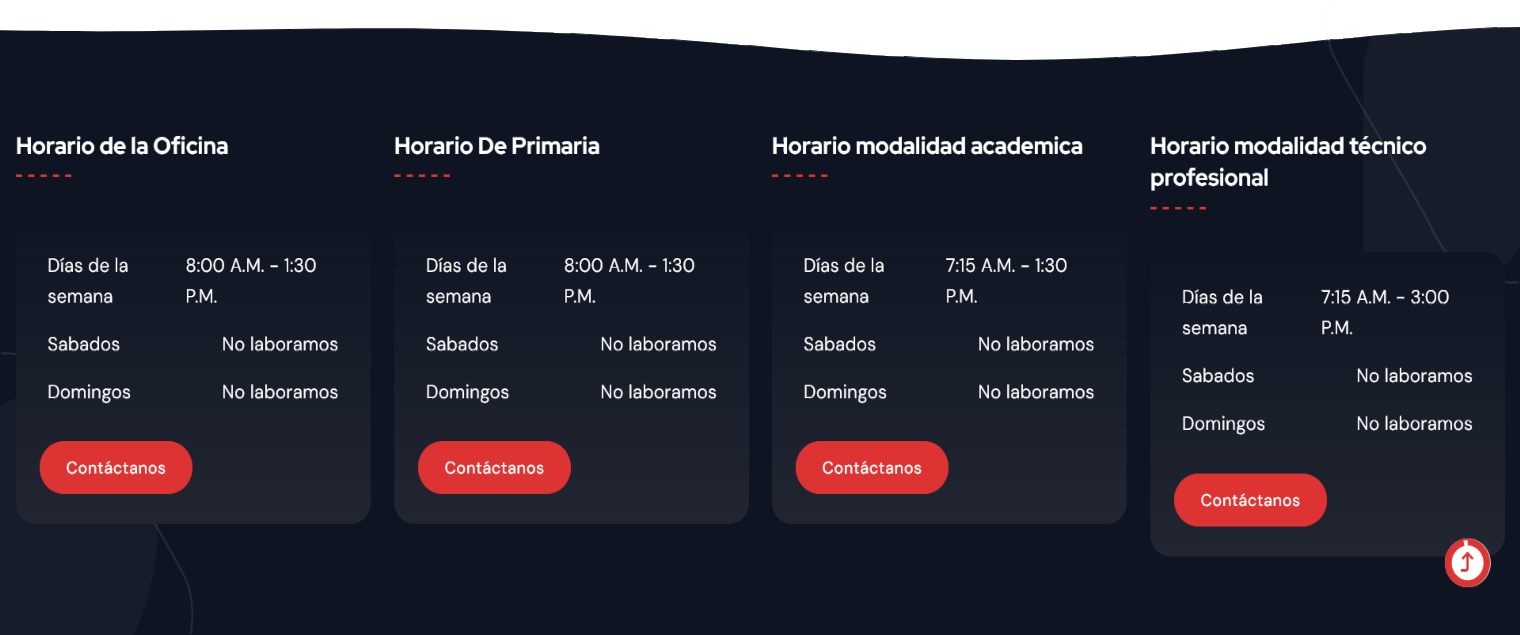 Horario de la Oficina
Días de la
semana
8:00 A.M. - 1:30
P.M.
Sabados
No laboramos
Domingos
No laboramos
Contáctanos
Horario De Primaria
Días de la
semana
8:00 A.M. - 1:30
P.M.
Sabados
No laboramos
Domingos
No laboramos
Contáctanos
Horario modalidad academica
Días de la
semana
7:15 A.M. - 1:30
P.M.
Sabados
No laboramos
Domingos
No laboramos
Contáctanos
Horario modalidad técnico
profesional
Días de la
semana
7:15 A.M. - 3:00
P.M.
Sabados
No laboramos
Domingos
No laboramos
Contáctanos